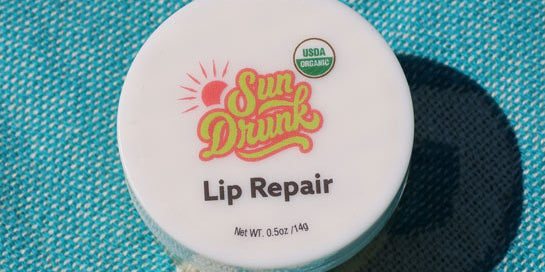 USDA
ORGANIC
Sun
Drunk
Lip Repair
Net WT. 0.5oz /14g